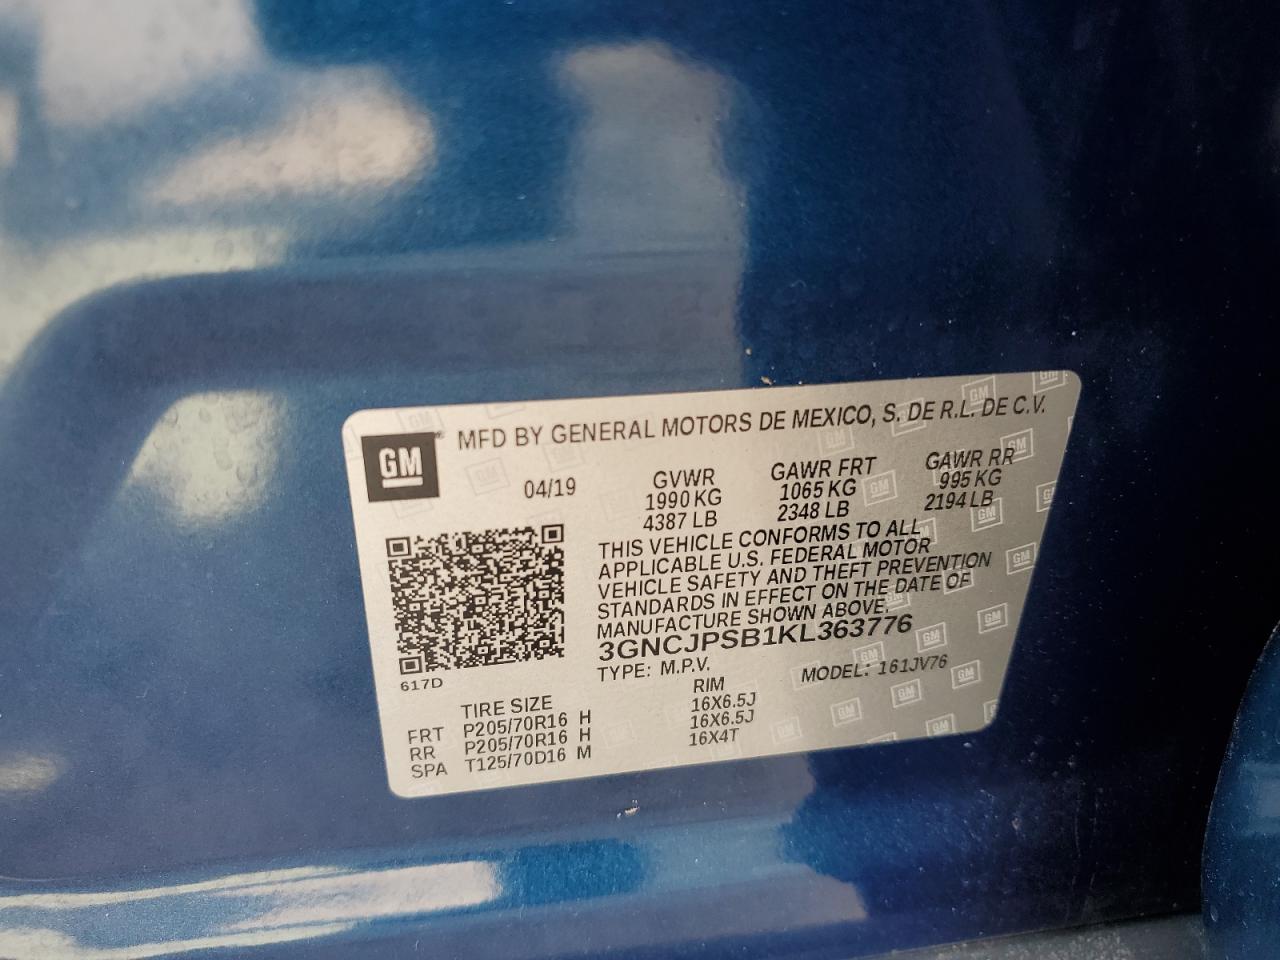 GM
MFD BY GENERAL MOTORS DE MEXICO, S. DE R.L. DE C.V.
04/19
GVWR GAWR FRT GAWR RR
1990 KG 1065 KG 995 KG
4387 LB 2348 LB 2194 LB
THIS VEHICLE CONFORMS TO ALL
APPLICABLE U.S. FEDERAL MOTOR
VEHICLE SAFETY AND THEFT PREVENTION
STANDARDS IN EFFECT ON THE DATE OF
MANUFACTURE SHOWN ABOVE.
3GNCJPSB1KL363776
TYPE: M.P.V. MODEL: 161JV76
617D
TIRE SIZE RIM
FRT P205/70R16 H 16X6.5J
RR P205/70R16 H 16X6.5J
SPA T125/70D16 M 16X4T